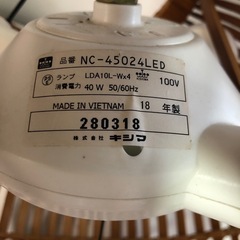 品番 NC-45024LED
ランプ LDA10L-Wx4 100V
消費電力 40 W 50/60Hz
MADE IN VIETNAM 18 年製
280318
株式会社 キシマ